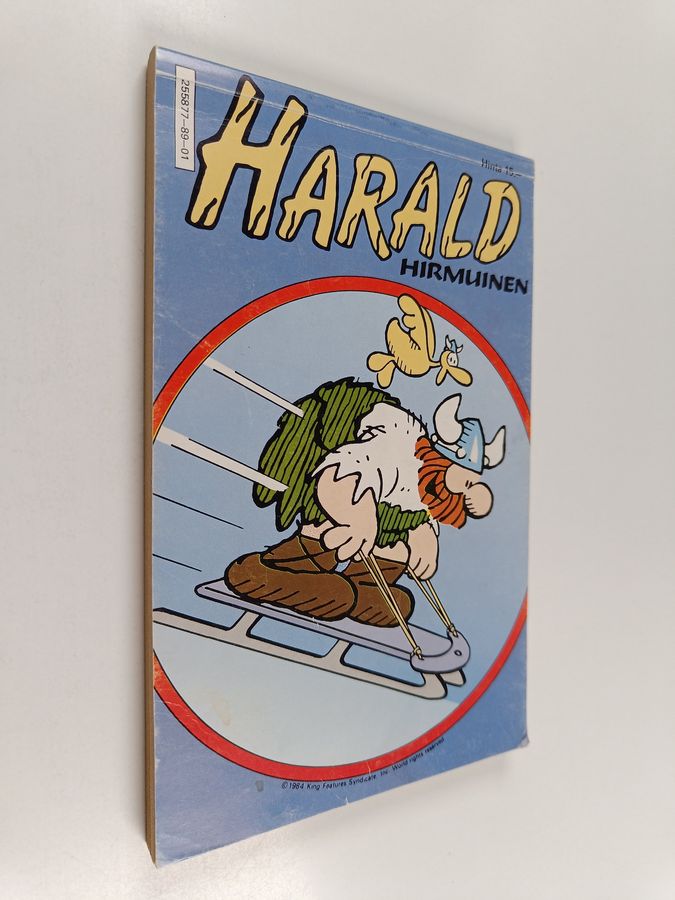 255877-89-01
Hinta 15,—
HARALD
HIRMUINEN
©1984 King Features Syndicate, Inc. World rights reserved